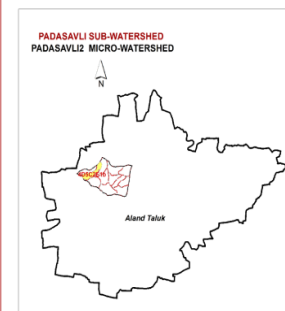 PADASAVLI SUB-WATERSHED
PADASAVLI2 MICRO-WATERSHED
N
Aland Taluk